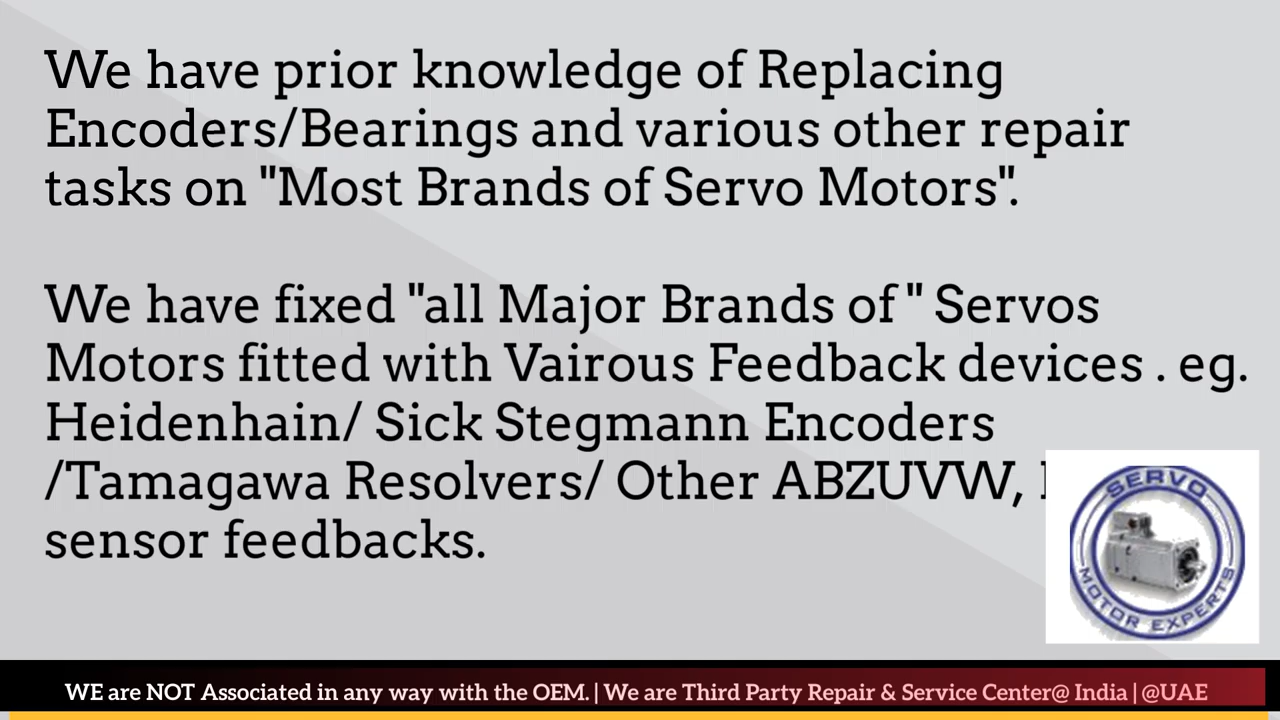 We have prior knowledge of Replacing
Encoders/Bearings and various other repair
tasks on "Most Brands of Servo Motors".
We have fixed "all Major Brands of " Servos
Motors fitted with Vairous Feedback devices . eg.
Heidenhain/ Sick Stegmann Encoders
/Tamagawa Resolvers/ Other ABZUVW,
sensor feedbacks.
SERVO
MOTOR EXPERTS
WE are NOT Associated in any way with the OEM. | We are Third Party Repair & Service Center@ India | @UAE